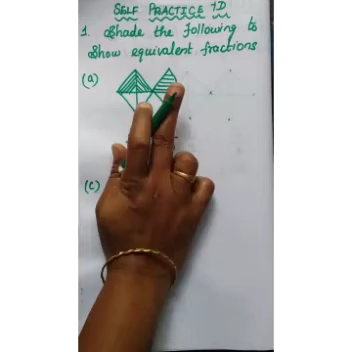 SELF PRACTICE 7D
1. Shade the following to
Show equivalent fractions
(a)
(c)